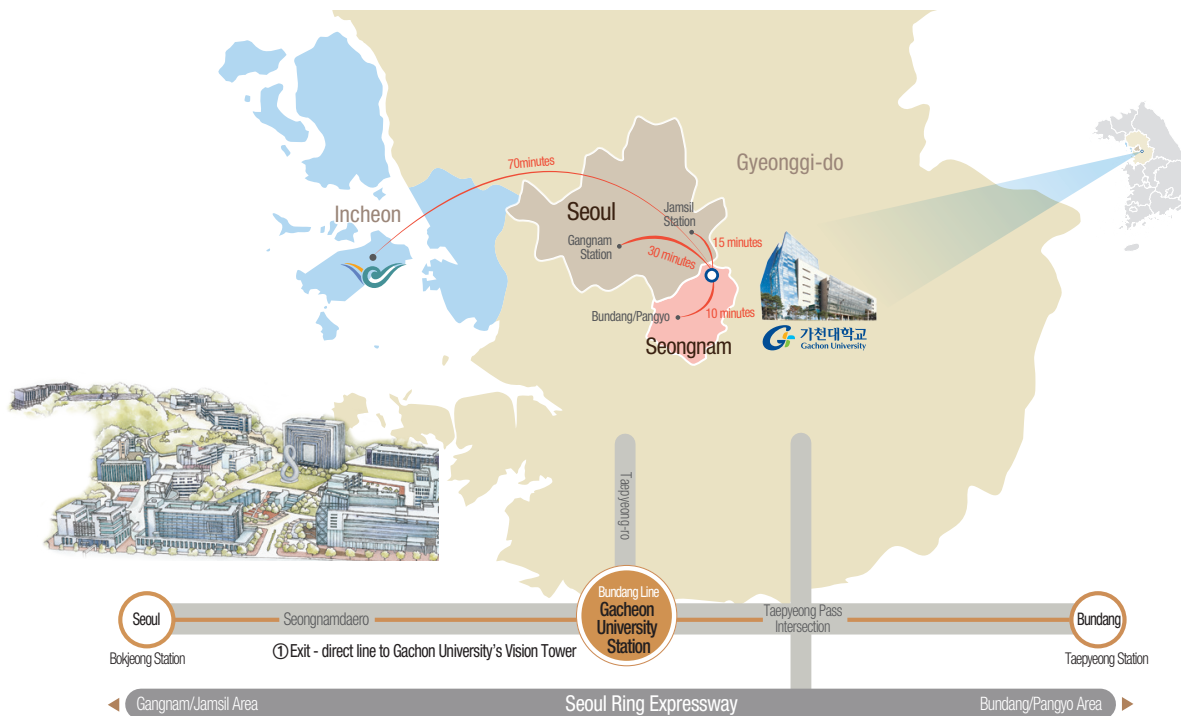 70minutes
Gyeonggi-do
Incheon
Seoul
Jamsil
Station
Gangnam
Station
30 minutes
15 minutes
Bundang/Pangyo
10 minutes
Seongnam
가천대학교
Gachon University
Taepyeong-ro
Bundang Line
Gacheon
University
Station
Seoul
Seongnamdaero
Taepyeong Pass
Intersection
Bundang
Bokjeong Station
① Exit - direct line to Gachon University's Vision Tower
Taepyeong Station
Gangnam/Jamsil Area
Seoul Ring Expressway
Bundang/Pangyo Area